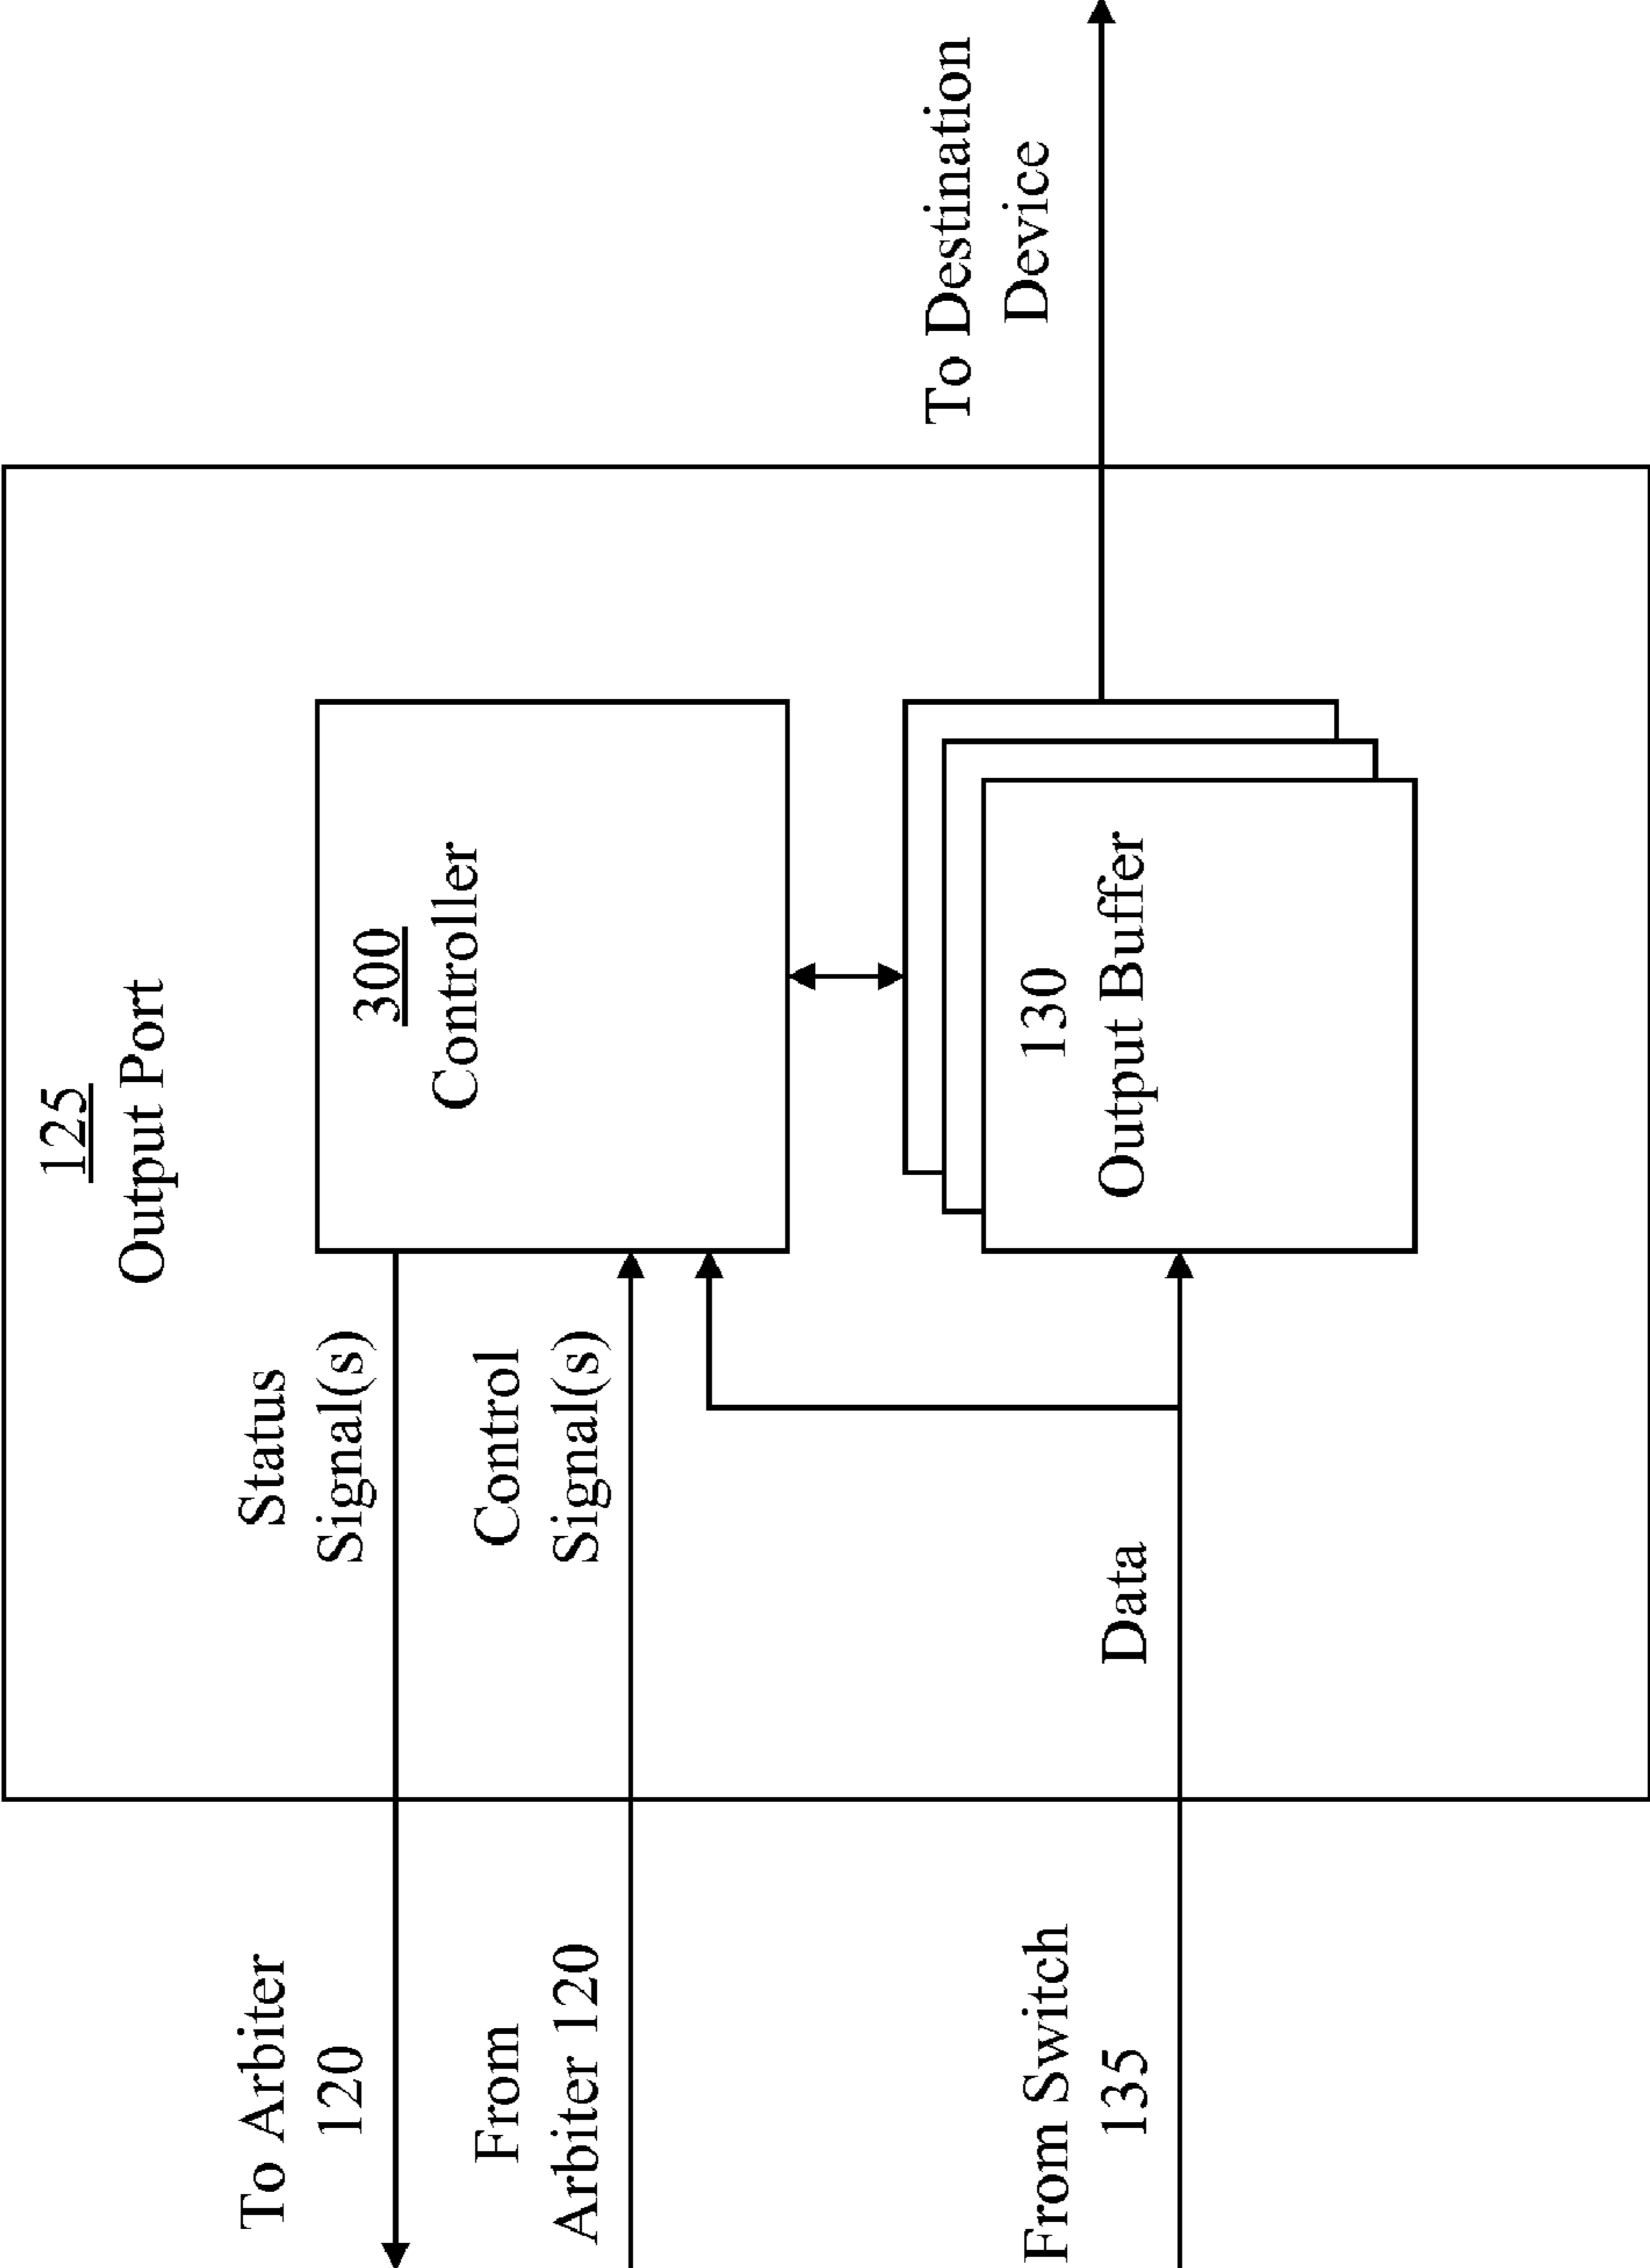 125
Output Port
To Arbiter
120
Status
Signal(s)
300
Controller
From
Arbiter 120
Control
Signal(s)
From Switch
135
Data
130
Output Buffer
To Destination
Device